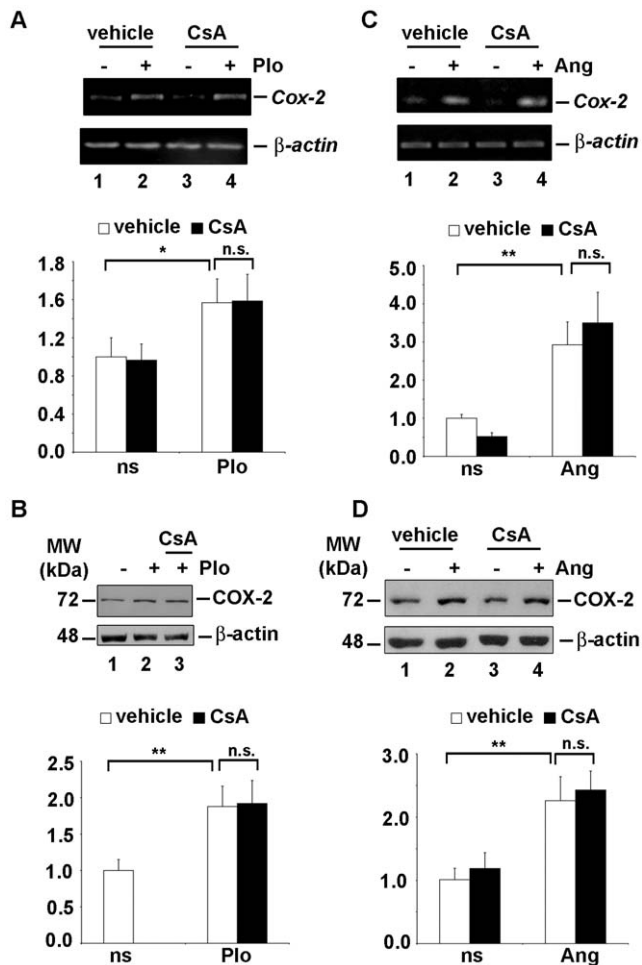 A
vehicle CsA
- + - + Plo
Cox-2
β-actin
1 2 3 4
vehicle CsA
* n.s.
1.8
1.6
1.2
0.8
0.4
0.0
ns Plo
C
vehicle CsA
- + - + Ang
Cox-2
β-actin
1 2 3 4
vehicle CsA
** n.s.
5.0
4.0
3.0
2.0
1.0
0.0
ns Ang
B
MW (kDa)
CsA
- + + Plo
72 COX-2
48 β-actin
1 2 3
vehicle CsA
** n.s.
2.5
2.0
1.5
1.0
0.5
0.0
ns Plo
D
MW (kDa)
vehicle CsA
- + - + Ang
72 COX-2
48 β-actin
1 2 3 4
vehicle CsA
** n.s.
3.0
2.0
1.0
0.0
ns Ang